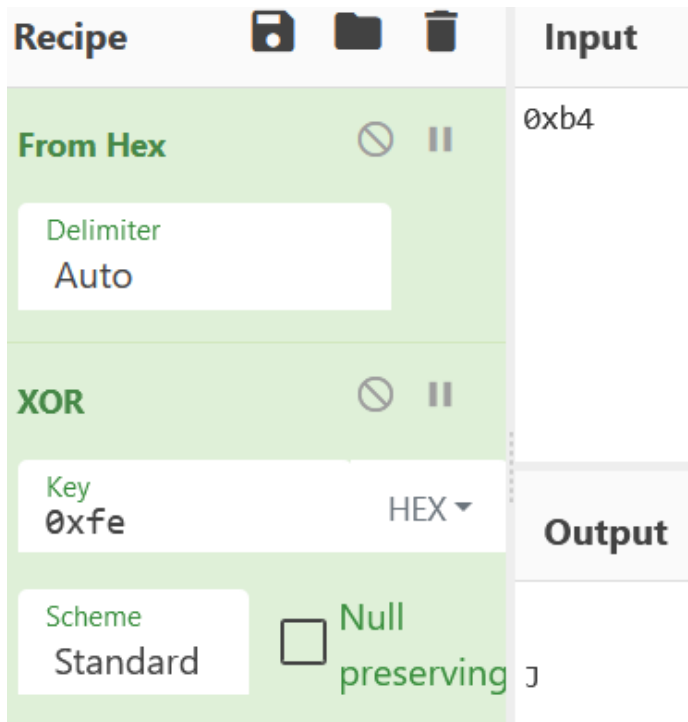 Recipe
Input
From Hex
0xb4
Delimiter
Auto
XOR
Key
0xfe
HEX
Output
Scheme
Standard
Null
preserving
J